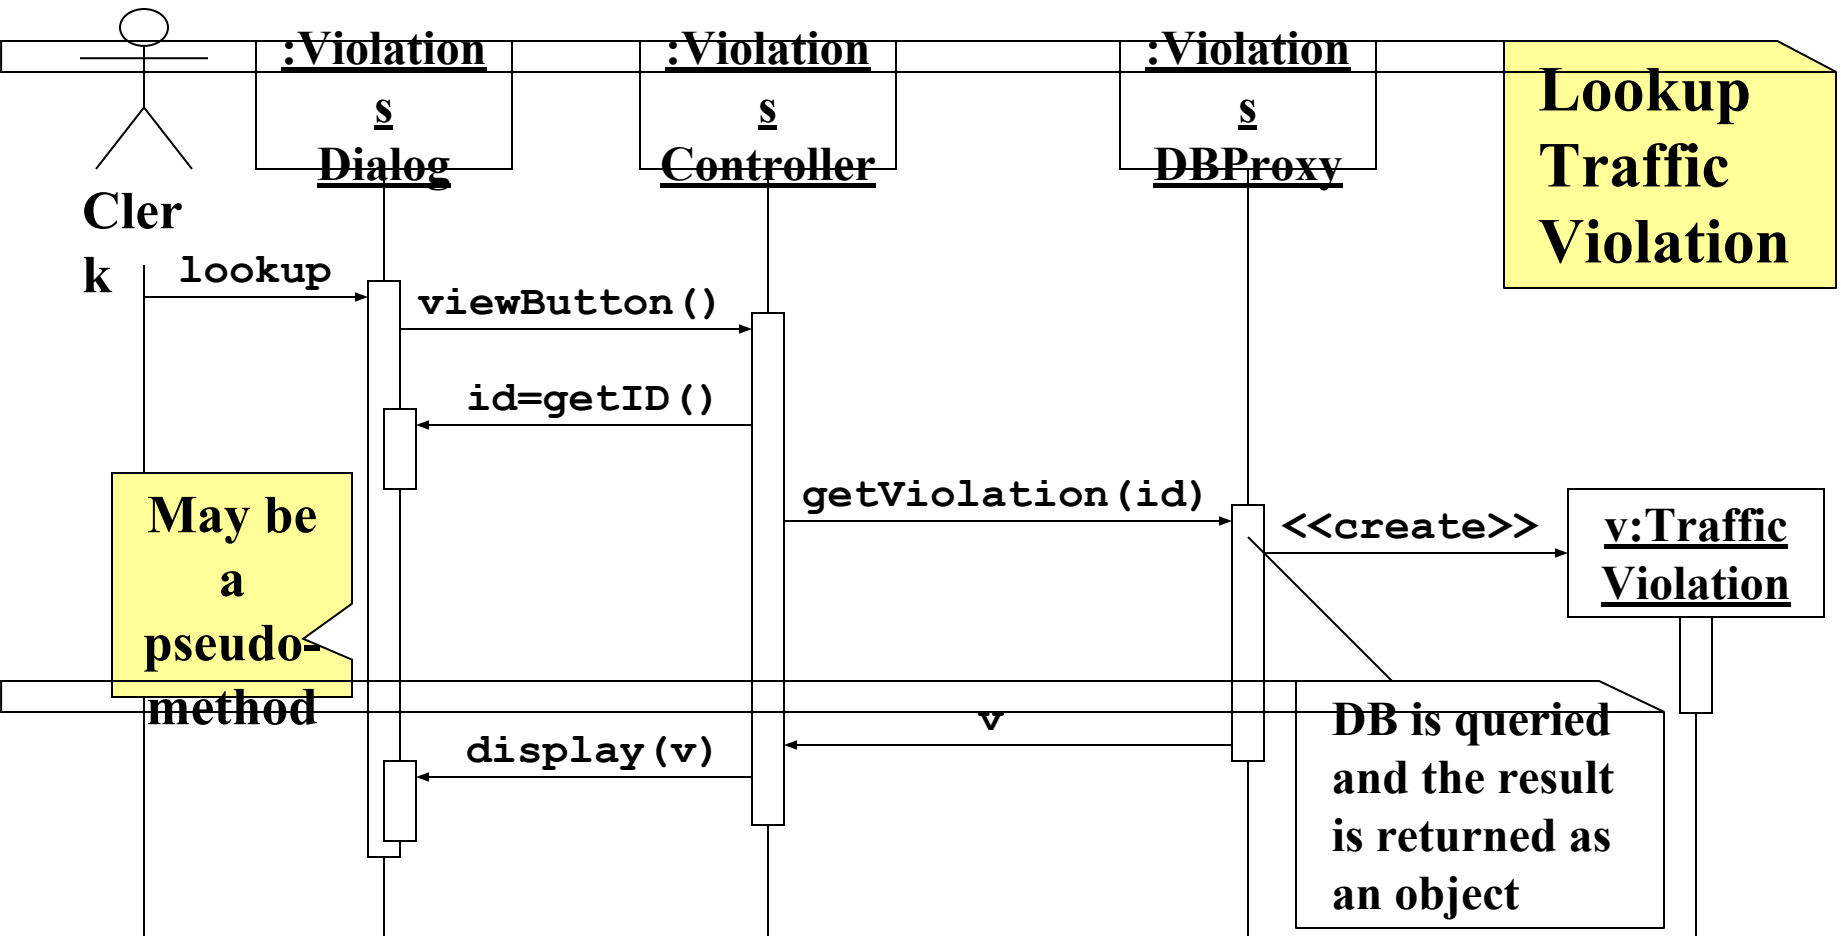 :Violation
s
Dialog
:Violation
s
Controller
:Violation
s
DBProxy
Lookup
Traffic
Violation
Cler
k
lookup
viewButton()
id=getID()
getViolation(id)
<<create>>
v:Traffic
Violation
May be
a
pseudo-
method
v
display(v)
DB is queried
and the result
is returned as
an object